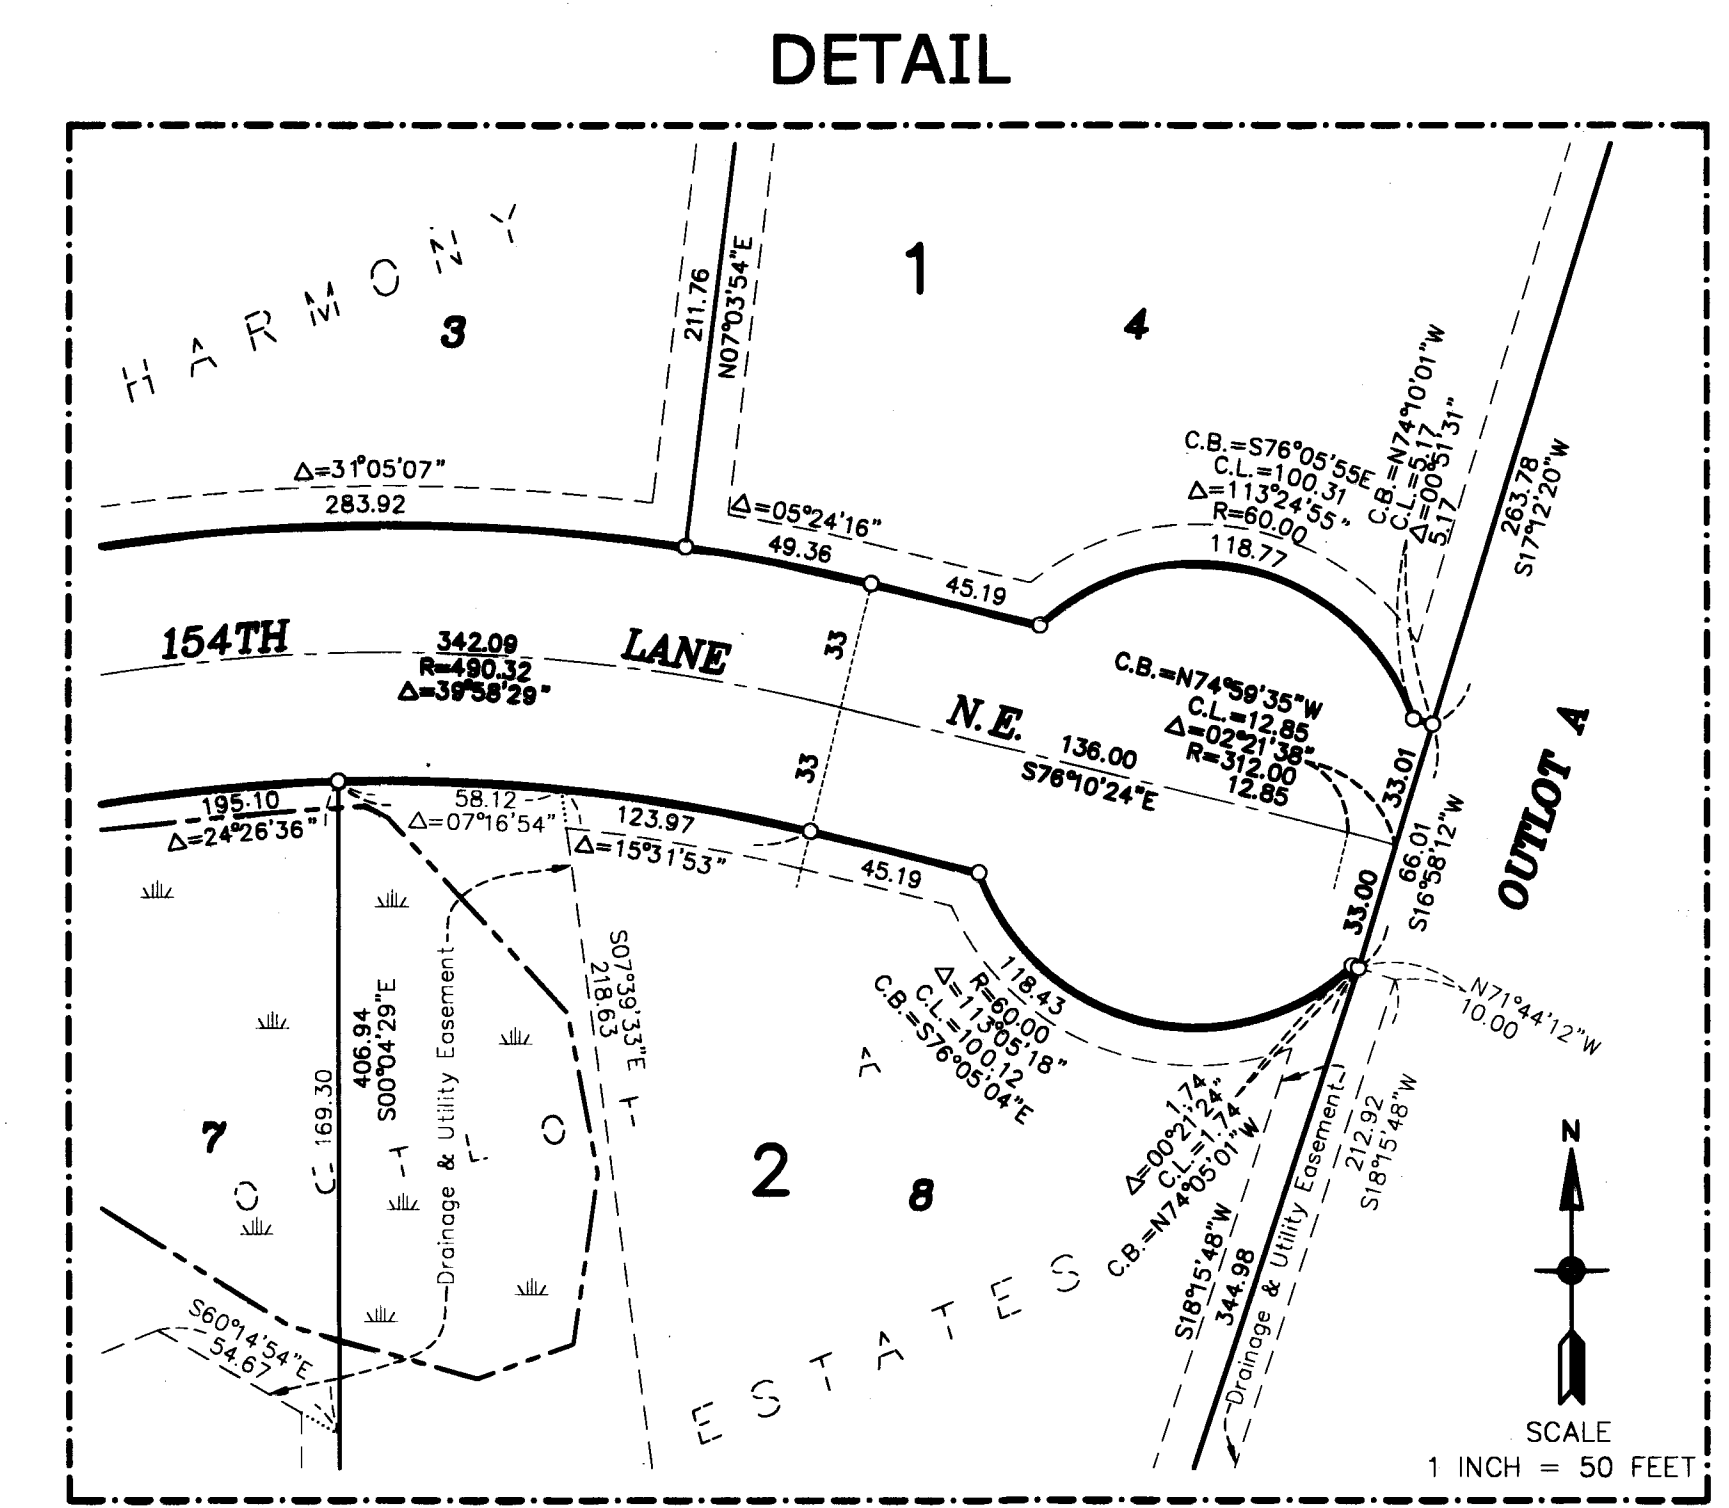 DETAIL
HARMONY
3
1
4
211.76
N07°03'54"E
Δ=31°05'07"
283.92
Δ=05°24'16"
49.36
45.19
C.B.=S76°05'55E
C.L.=100.31
Δ=113°24'55"
R=60.00
118.77
C.B.=N74°10'01"W
C.L.=5.17
Δ=00°51'31"
5.17
263.78
S17°12'20"W
154TH LANE N.E.
342.09
R=490.32
Δ=39°58'29"
33
33
136.00
S76°10'24"E
C.B.=N74°59'35"W
C.L.=12.85
Δ=02°21'38"
R=312.00
12.85
33.01
33.00
66.01
S16°58'12"W
OUTLOT A
195.10
Δ=24°26'36"
58.12
Δ=07°16'54"
123.97
Δ=15°31'53"
45.19
118.43
R=60.00
Δ=113°05'18"
C.L.=100.12
C.B.=S76°05'04"E
N71°44'12"W
10.00
1.74
Δ=00°21'24"
C.L.=1.74
C.B.=N74°05'01"W
S07°39'33"E
218.63
406.94
S00°04'29"E
169.30
Drainage & Utility Easement
7
2
8
S60°14'54"E
54.67
S18°15'48"W
344.98
Drainage & Utility Easement
212.92
S18°15'48"W
OUTLOT A
ESTATES
N
SCALE
1 INCH = 50 FEET